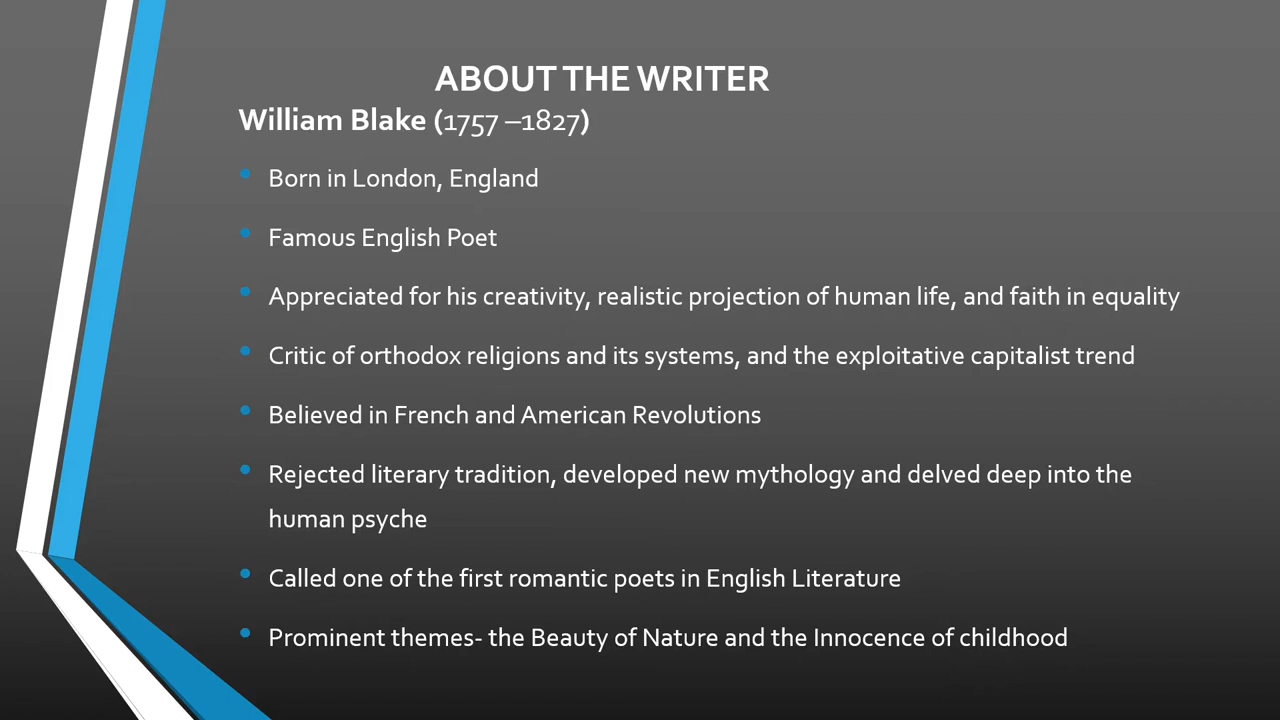 ABOUT THE WRITER
William Blake (1757 –1827)
• Born in London, England
• Famous English Poet
• Appreciated for his creativity, realistic projection of human life, and faith in equality
• Critic of orthodox religions and its systems, and the exploitative capitalist trend
• Believed in French and American Revolutions
• Rejected literary tradition, developed new mythology and delved deep into the
human psyche
• Called one of the first romantic poets in English Literature
• Prominent themes- the Beauty of Nature and the Innocence of childhood